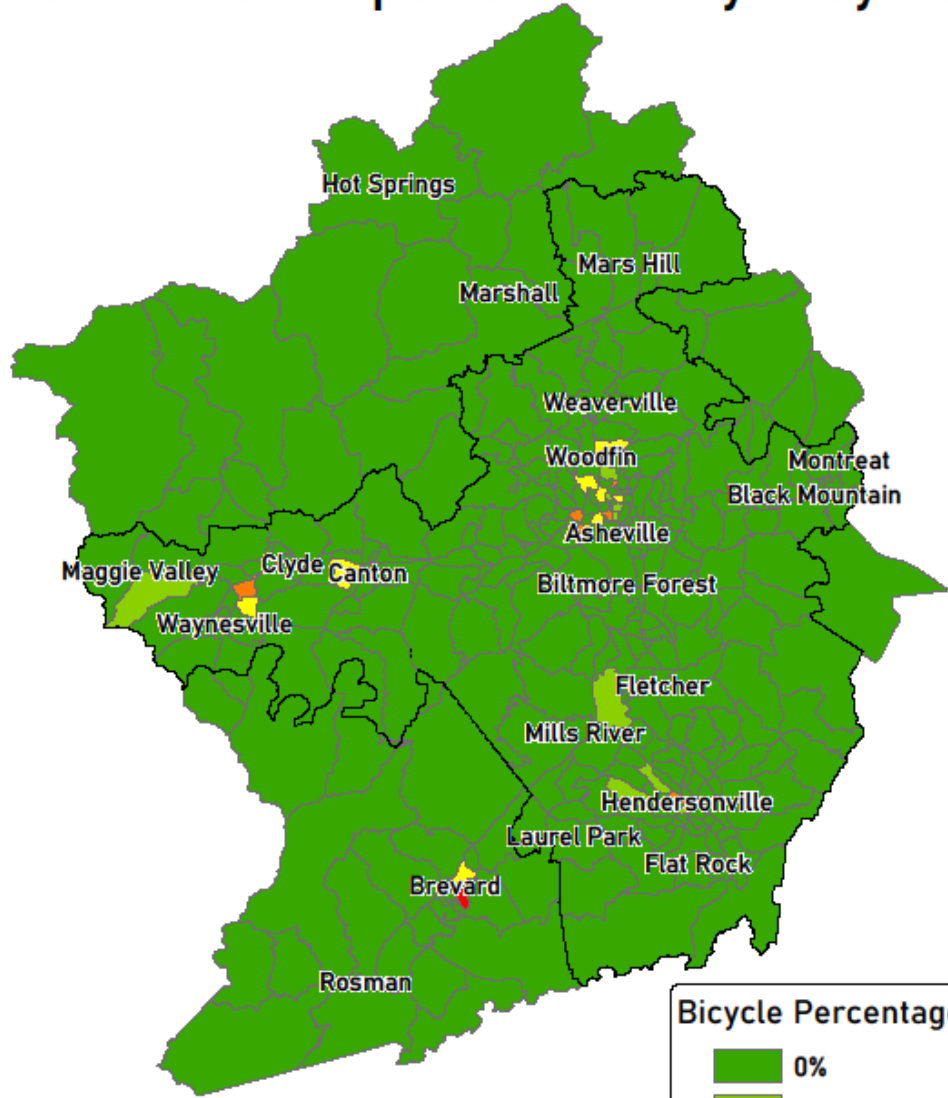 Hot Springs
Mars Hill
Marshall
Weaverville
Woodfin
Montreat
Black Mountain
Asheville
Clyde
Maggie Valley
Canton
Biltmore Forest
Waynesville
Fletcher
Mills River
Hendersonville
Laurel Park
Flat Rock
Brevard
Rosman
Bicycle Percentage
0%